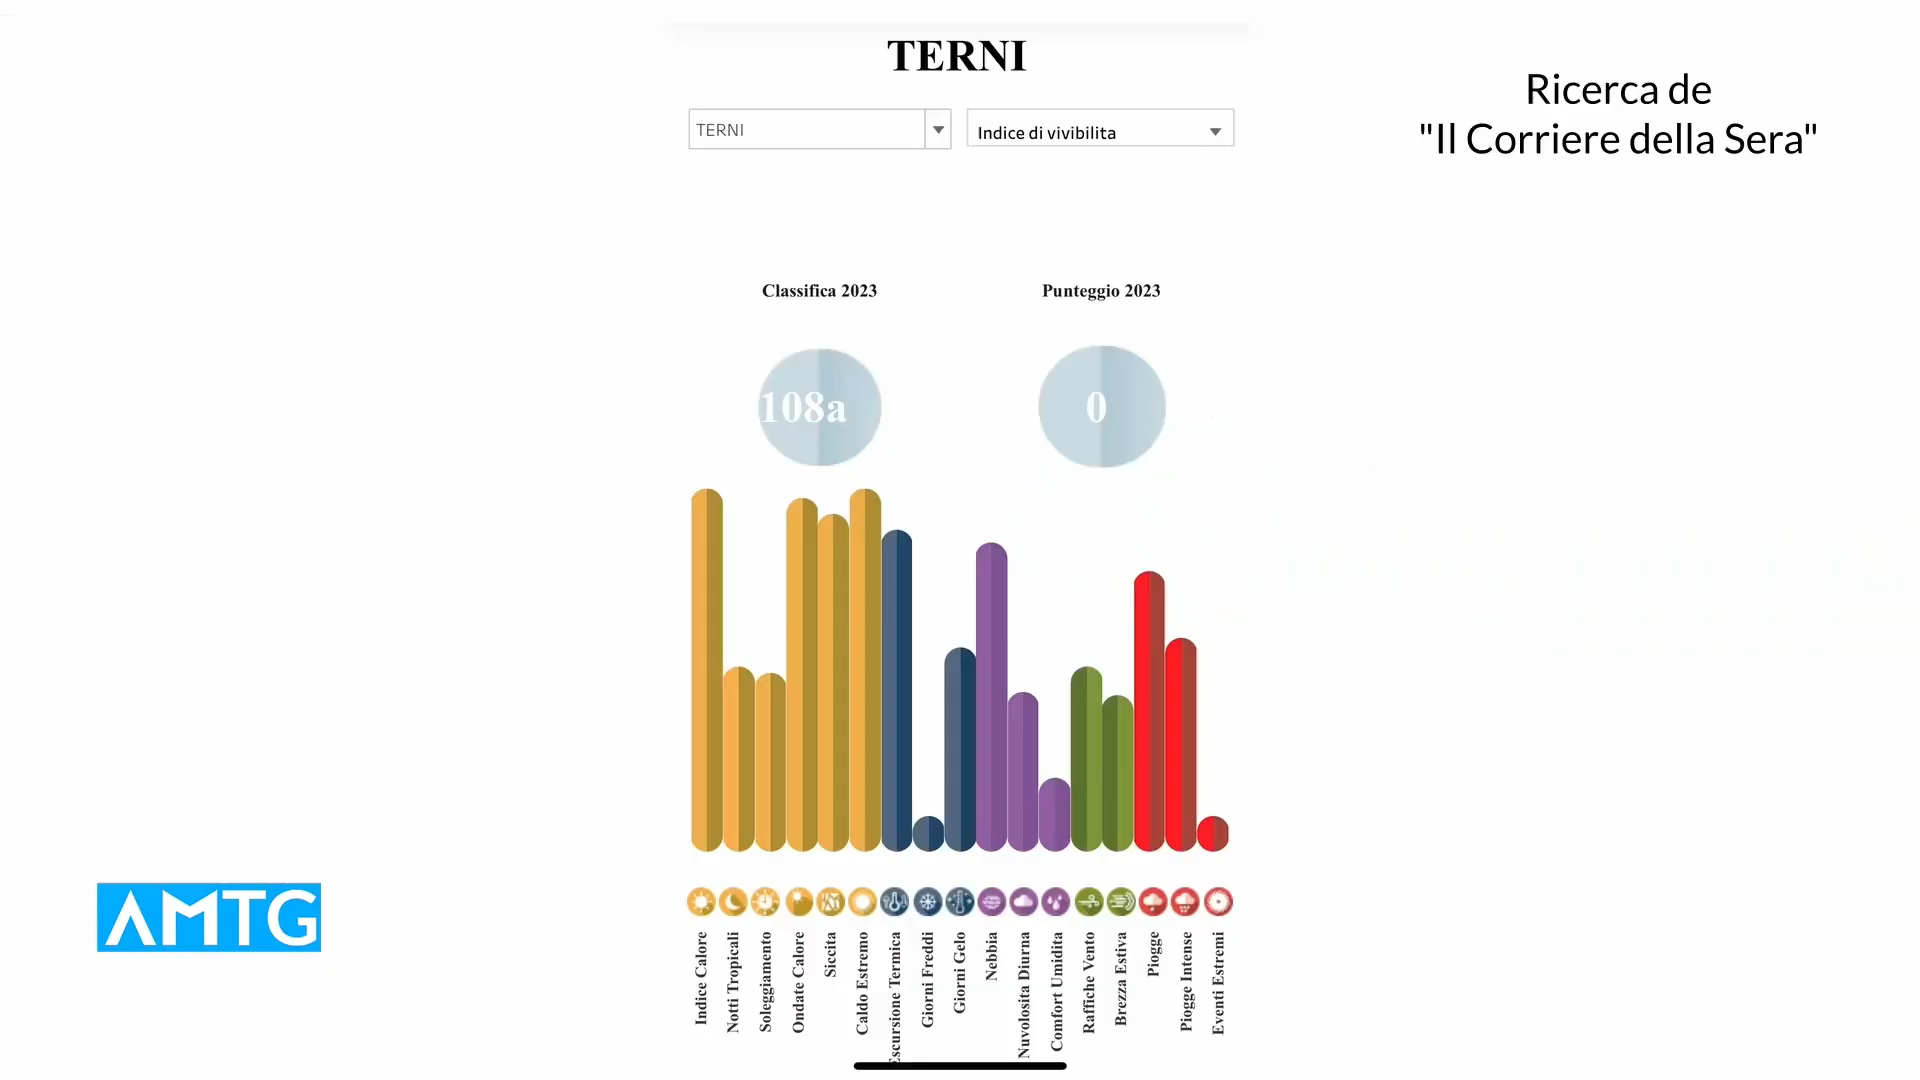 TERNI
Ricerca de
"Il Corriere della Sera"
TERNI
Indice di vivibilita
Classifica 2023
Punteggio 2023
108a
0
AMTG
Indice Calore
Notti Tropicali
Soleggiamento
Ondate Calore
Siccita
Caldo Estremo
Escursione Termica
Giorni Freddi
Giorni Gelo
Nebbia
Nuvolosita Diurna
Comfort Umidita
Raffiche Vento
Brezza Estiva
Piogge
Piogge Intense
Eventi Estremi